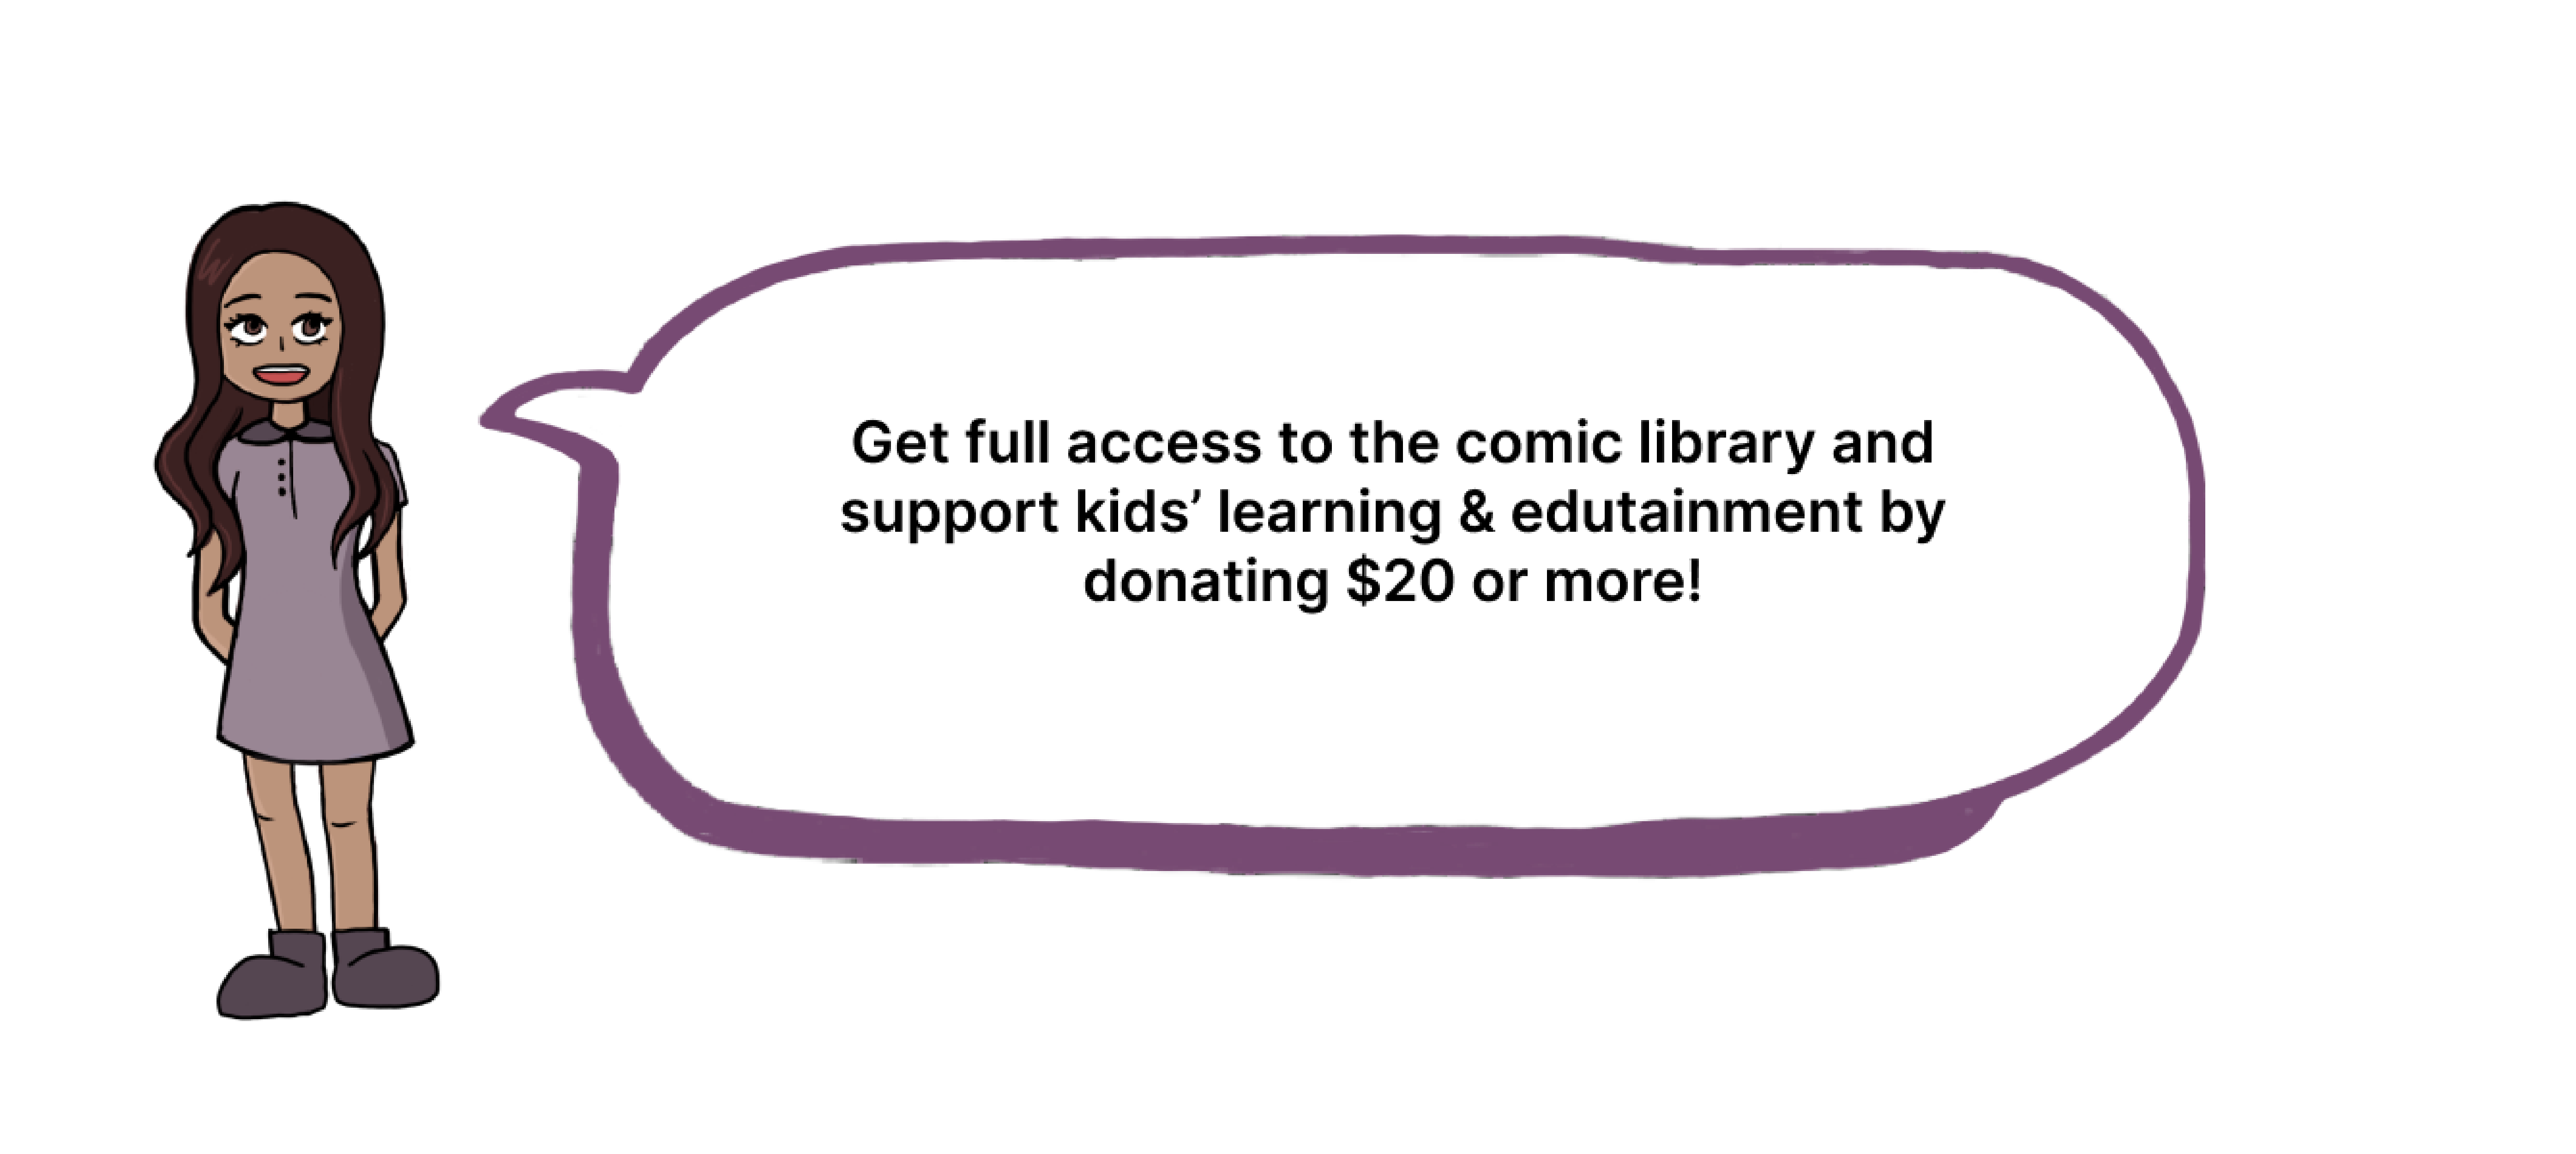 Get full access to the comic library and
support kids’ learning & edutainment by
donating $20 or more!